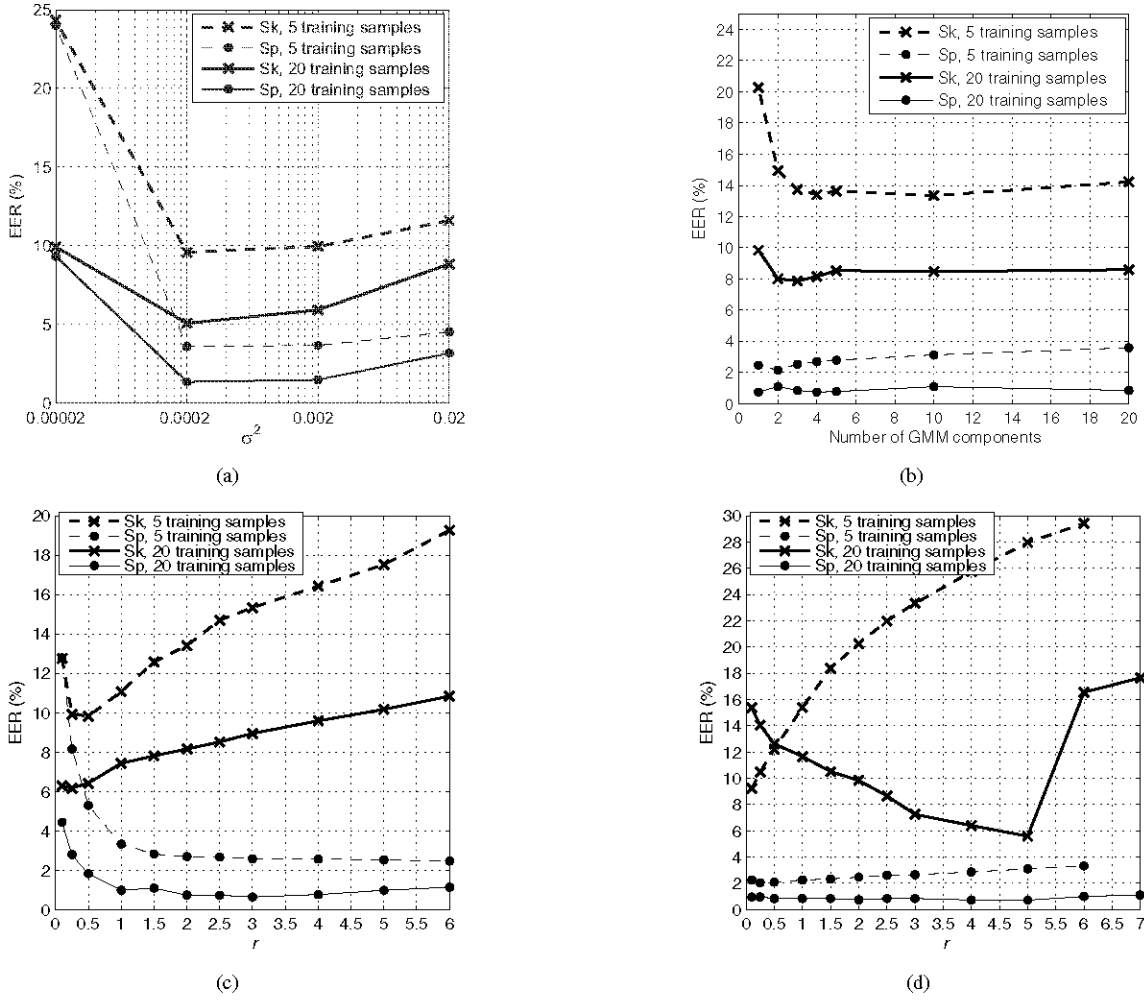 25
20
15
10
5
0
EER (%)
Sk, 5 training samples
Sp, 5 training samples
Sk, 20 training samples
Sp, 20 training samples
0.00002 0.0002 0.002 0.02
σ²
(a)
24
22
20
18
16
14
12
10
8
6
4
2
0
EER (%)
Sk, 5 training samples
Sp, 5 training samples
Sk, 20 training samples
Sp, 20 training samples
0 2 4 6 8 10 12 14 16 18 20
Number of GMM components
(b)
20
18
16
14
12
10
8
6
4
2
0
EER (%)
Sk, 5 training samples
Sp, 5 training samples
Sk, 20 training samples
Sp, 20 training samples
0 0.5 1 1.5 2 2.5 3 3.5 4 4.5 5 5.5 6
r
(c)
30
28
26
24
22
20
18
16
14
12
10
8
6
4
2
0
EER (%)
Sk, 5 training samples
Sp, 5 training samples
Sk, 20 training samples
Sp, 20 training samples
0 0.5 1 1.5 2 2.5 3 3.5 4 4.5 5 5.5 6 6.5 7
r
(d)